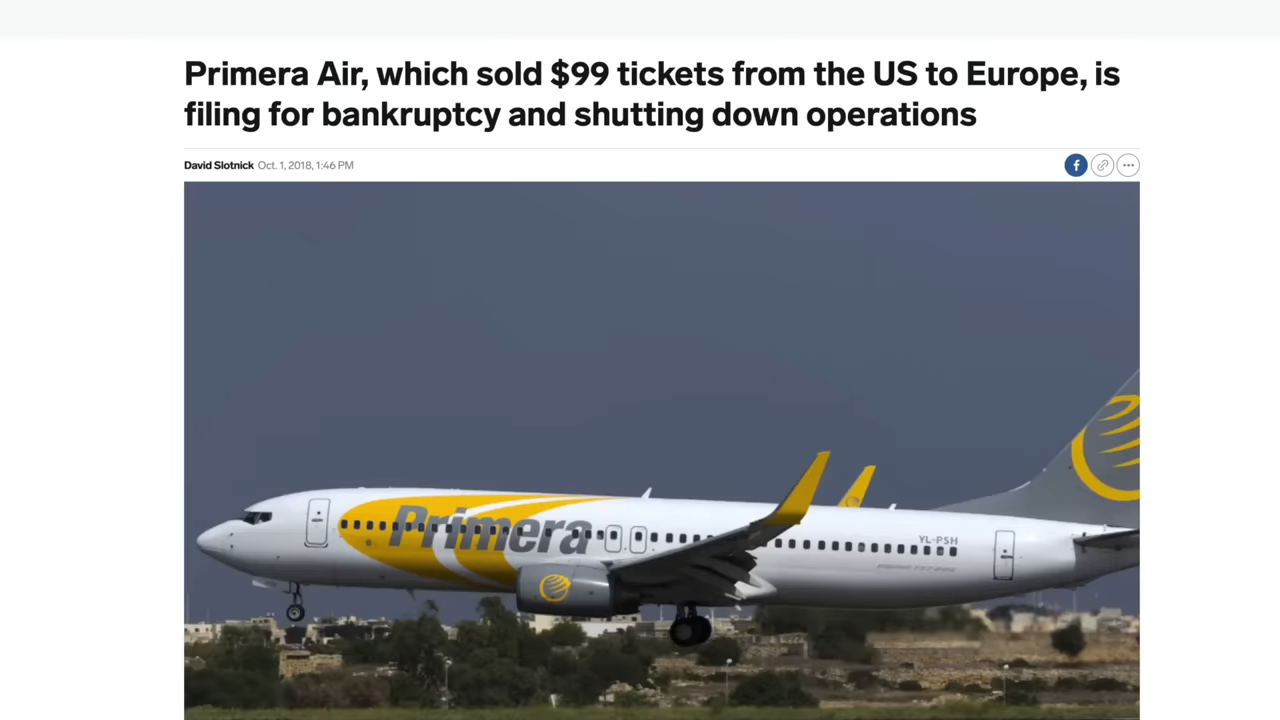 Primera Air, which sold $99 tickets from the US to Europe, is
filing for bankruptcy and shutting down operations
David Slotnick Oct. 1, 2018, 1:46 PM
Primera
YL-PSH